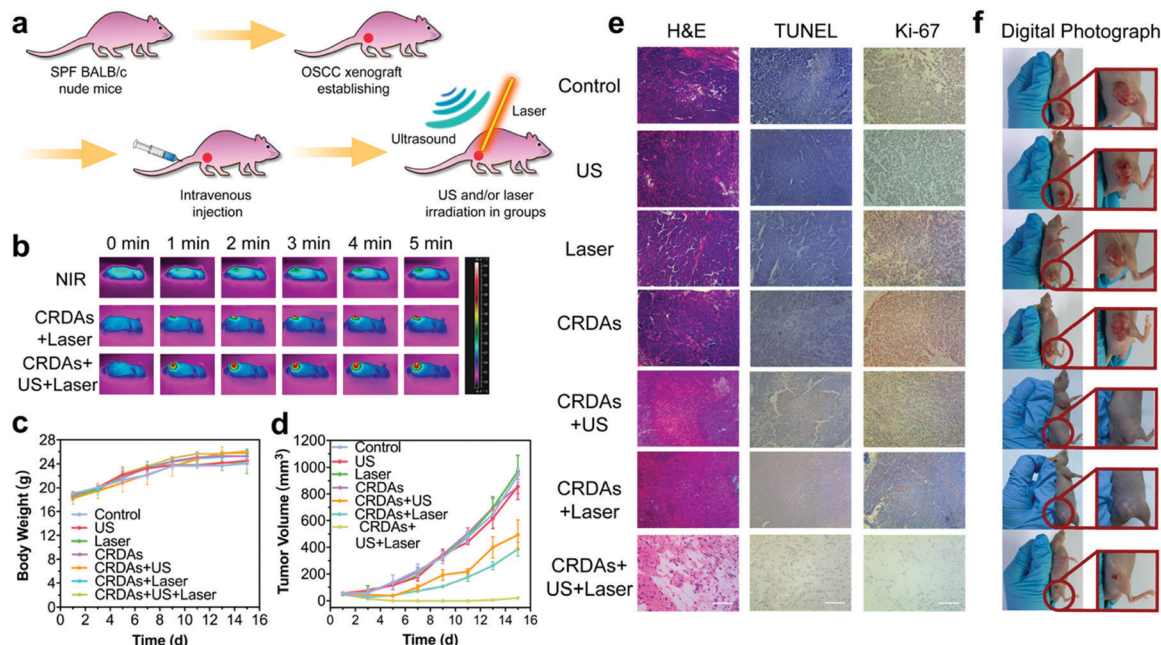 a
SPF BALB/c
nude mice
OSCC xenograft
establishing
Ultrasound
Laser
Intravenous
injection
US and/or laser
irradiation in groups
b
0 min 1 min 2 min 3 min 4 min 5 min
NIR
CRDAs
+Laser
CRDAs+
US+Laser
c
Body Weight (g)
28
24
20
16
12
8
4
0
Control
US
Laser
CRDAs
CRDAs+US
CRDAs+Laser
CRDAs+US+Laser
0 2 4 6 8 10 12 14 16
Time (d)
d
Tumor Volume (mm³)
1200
1000
800
600
400
200
0
Control
US
Laser
CRDAs
CRDAs+US
CRDAs+Laser
CRDAs+
US+Laser
0 2 4 6 8 10 12 14 16
Time (d)
e
H&E TUNEL Ki-67
Control
US
Laser
CRDAs
CRDAs
+US
CRDAs
+Laser
CRDAs+
US+Laser
f
Digital Photograph